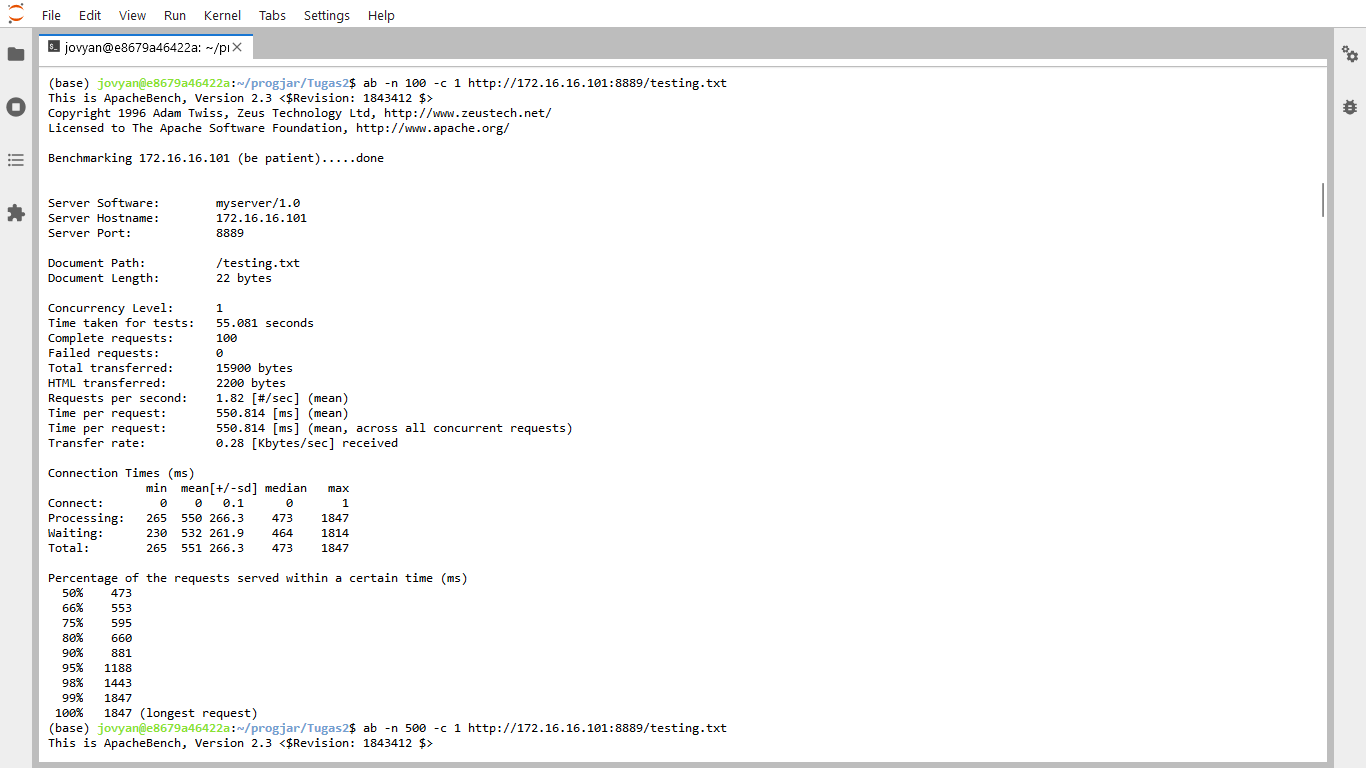 File Edit View Run Kernel Tabs Settings Help
jovyan@e8679a46422a: ~/pr
(base) jovyan@e8679a46422a:~/progjar/Tugas2$ ab -n 100 -c 1 http://172.16.16.101:8889/testing.txt
This is ApacheBench, Version 2.3 <$Revision: 1843412 $>
Copyright 1996 Adam Twiss, Zeus Technology Ltd, http://www.zeustech.net/
Licensed to The Apache Software Foundation, http://www.apache.org/
Benchmarking 172.16.16.101 (be patient).....done
Server Software:        myserver/1.0
Server Hostname:        172.16.16.101
Server Port:            8889
Document Path:          /testing.txt
Document Length:        22 bytes
Concurrency Level:      1
Time taken for tests:   55.081 seconds
Complete requests:      100
Failed requests:        0
Total transferred:      15900 bytes
HTML transferred:       2200 bytes
Requests per second:    1.82 [#/sec] (mean)
Time per request:       550.814 [ms] (mean)
Time per request:       550.814 [ms] (mean, across all concurrent requests)
Transfer rate:          0.28 [Kbytes/sec] received
Connection Times (ms)
              min  mean[+/-sd] median   max
Connect:        0    0   0.1      0       1
Processing:   265  550 266.3    473    1847
Waiting:      230  532 261.9    464    1814
Total:        265  551 266.3    473    1847
Percentage of the requests served within a certain time (ms)
  50%    473
  66%    553
  75%    595
  80%    660
  90%    881
  95%   1188
  98%   1443
  99%   1847
 100%   1847 (longest request)
(base) jovyan@e8679a46422a:~/progjar/Tugas2$ ab -n 500 -c 1 http://172.16.16.101:8889/testing.txt
This is ApacheBench, Version 2.3 <$Revision: 1843412 $>